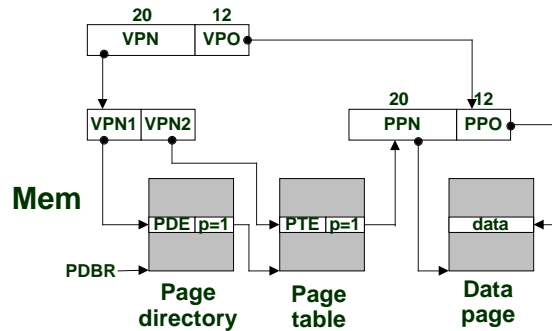 20 12
VPN VPO
20 12
VPN1 VPN2 PPN PPO
Mem
PDE p=1 PTE p=1 data
PDBR
Page directory
Page table
Data page